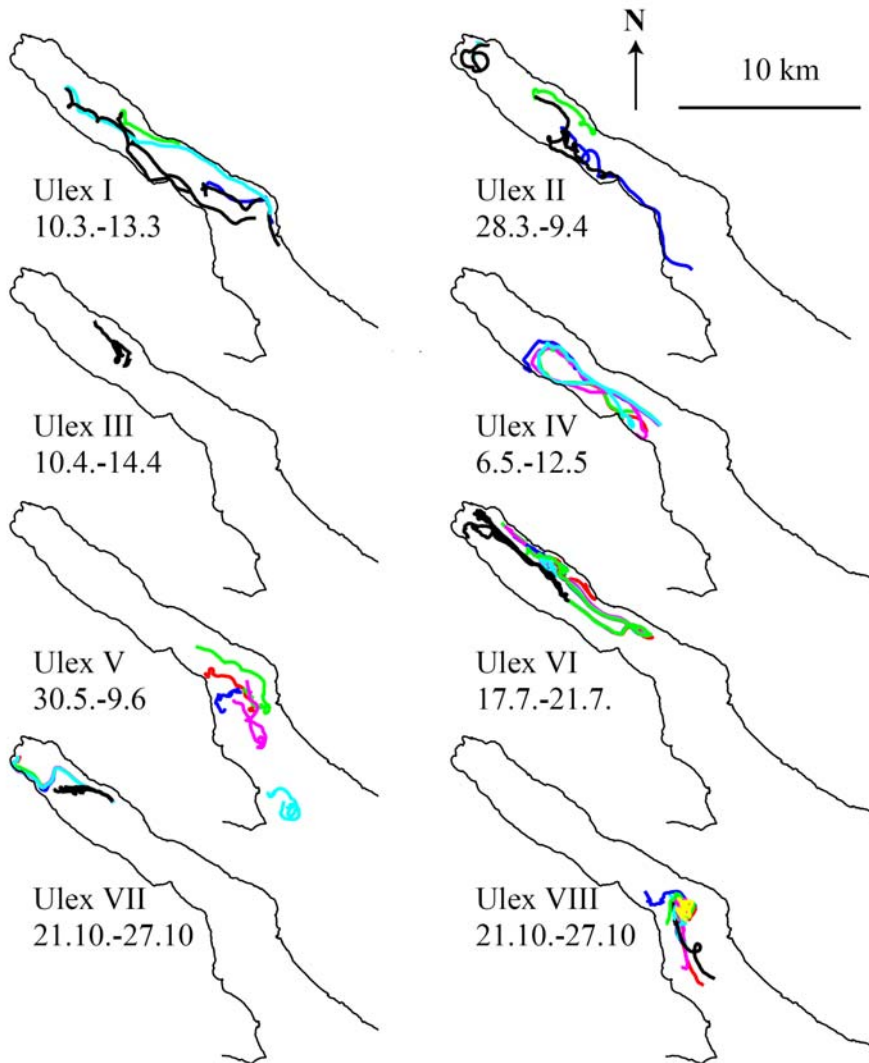 N
10 km
Ulex I
10.3.-13.3
Ulex II
28.3.-9.4
Ulex III
10.4.-14.4
Ulex IV
6.5.-12.5
Ulex V
30.5.-9.6
Ulex VI
17.7.-21.7.
Ulex VII
21.10.-27.10
Ulex VIII
21.10.-27.10